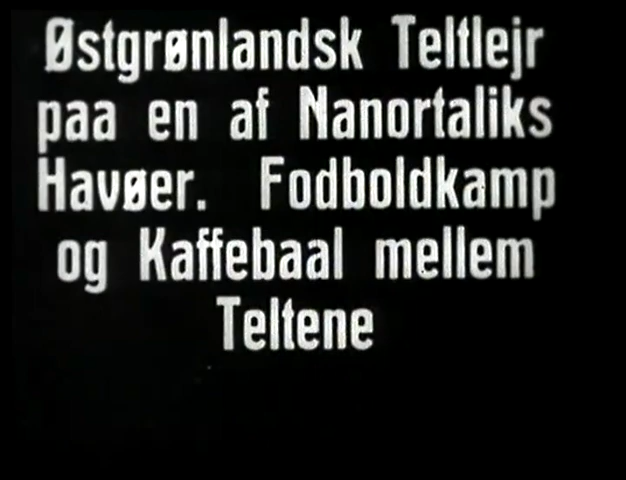 Østgrønlandsk Teltlejr
paa en af Nanortaliks
Havøer. Fodboldkamp
og Kaffebaal mellem
Teltene